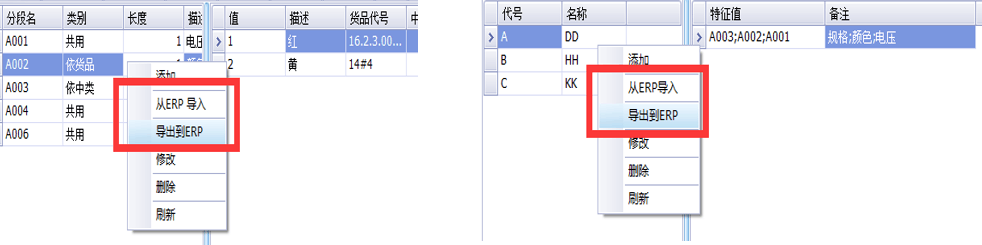 分段名 类别 长度 描述 值 描述 货品代号 中
A001 共用 1 电压 1 红 16.2.3.00...
A002 依货品 2 黄 14#4
A003 依中类
A004 共用
A006 共用
添加
从ERP 导入
导出到ERP
修改
删除
刷新
代号 名称 特征值 备注
A DD A003;A002;A001 规格;颜色;电压
B HH
C KK
添加
从ERP导入
导出到ERP
修改
删除
刷新